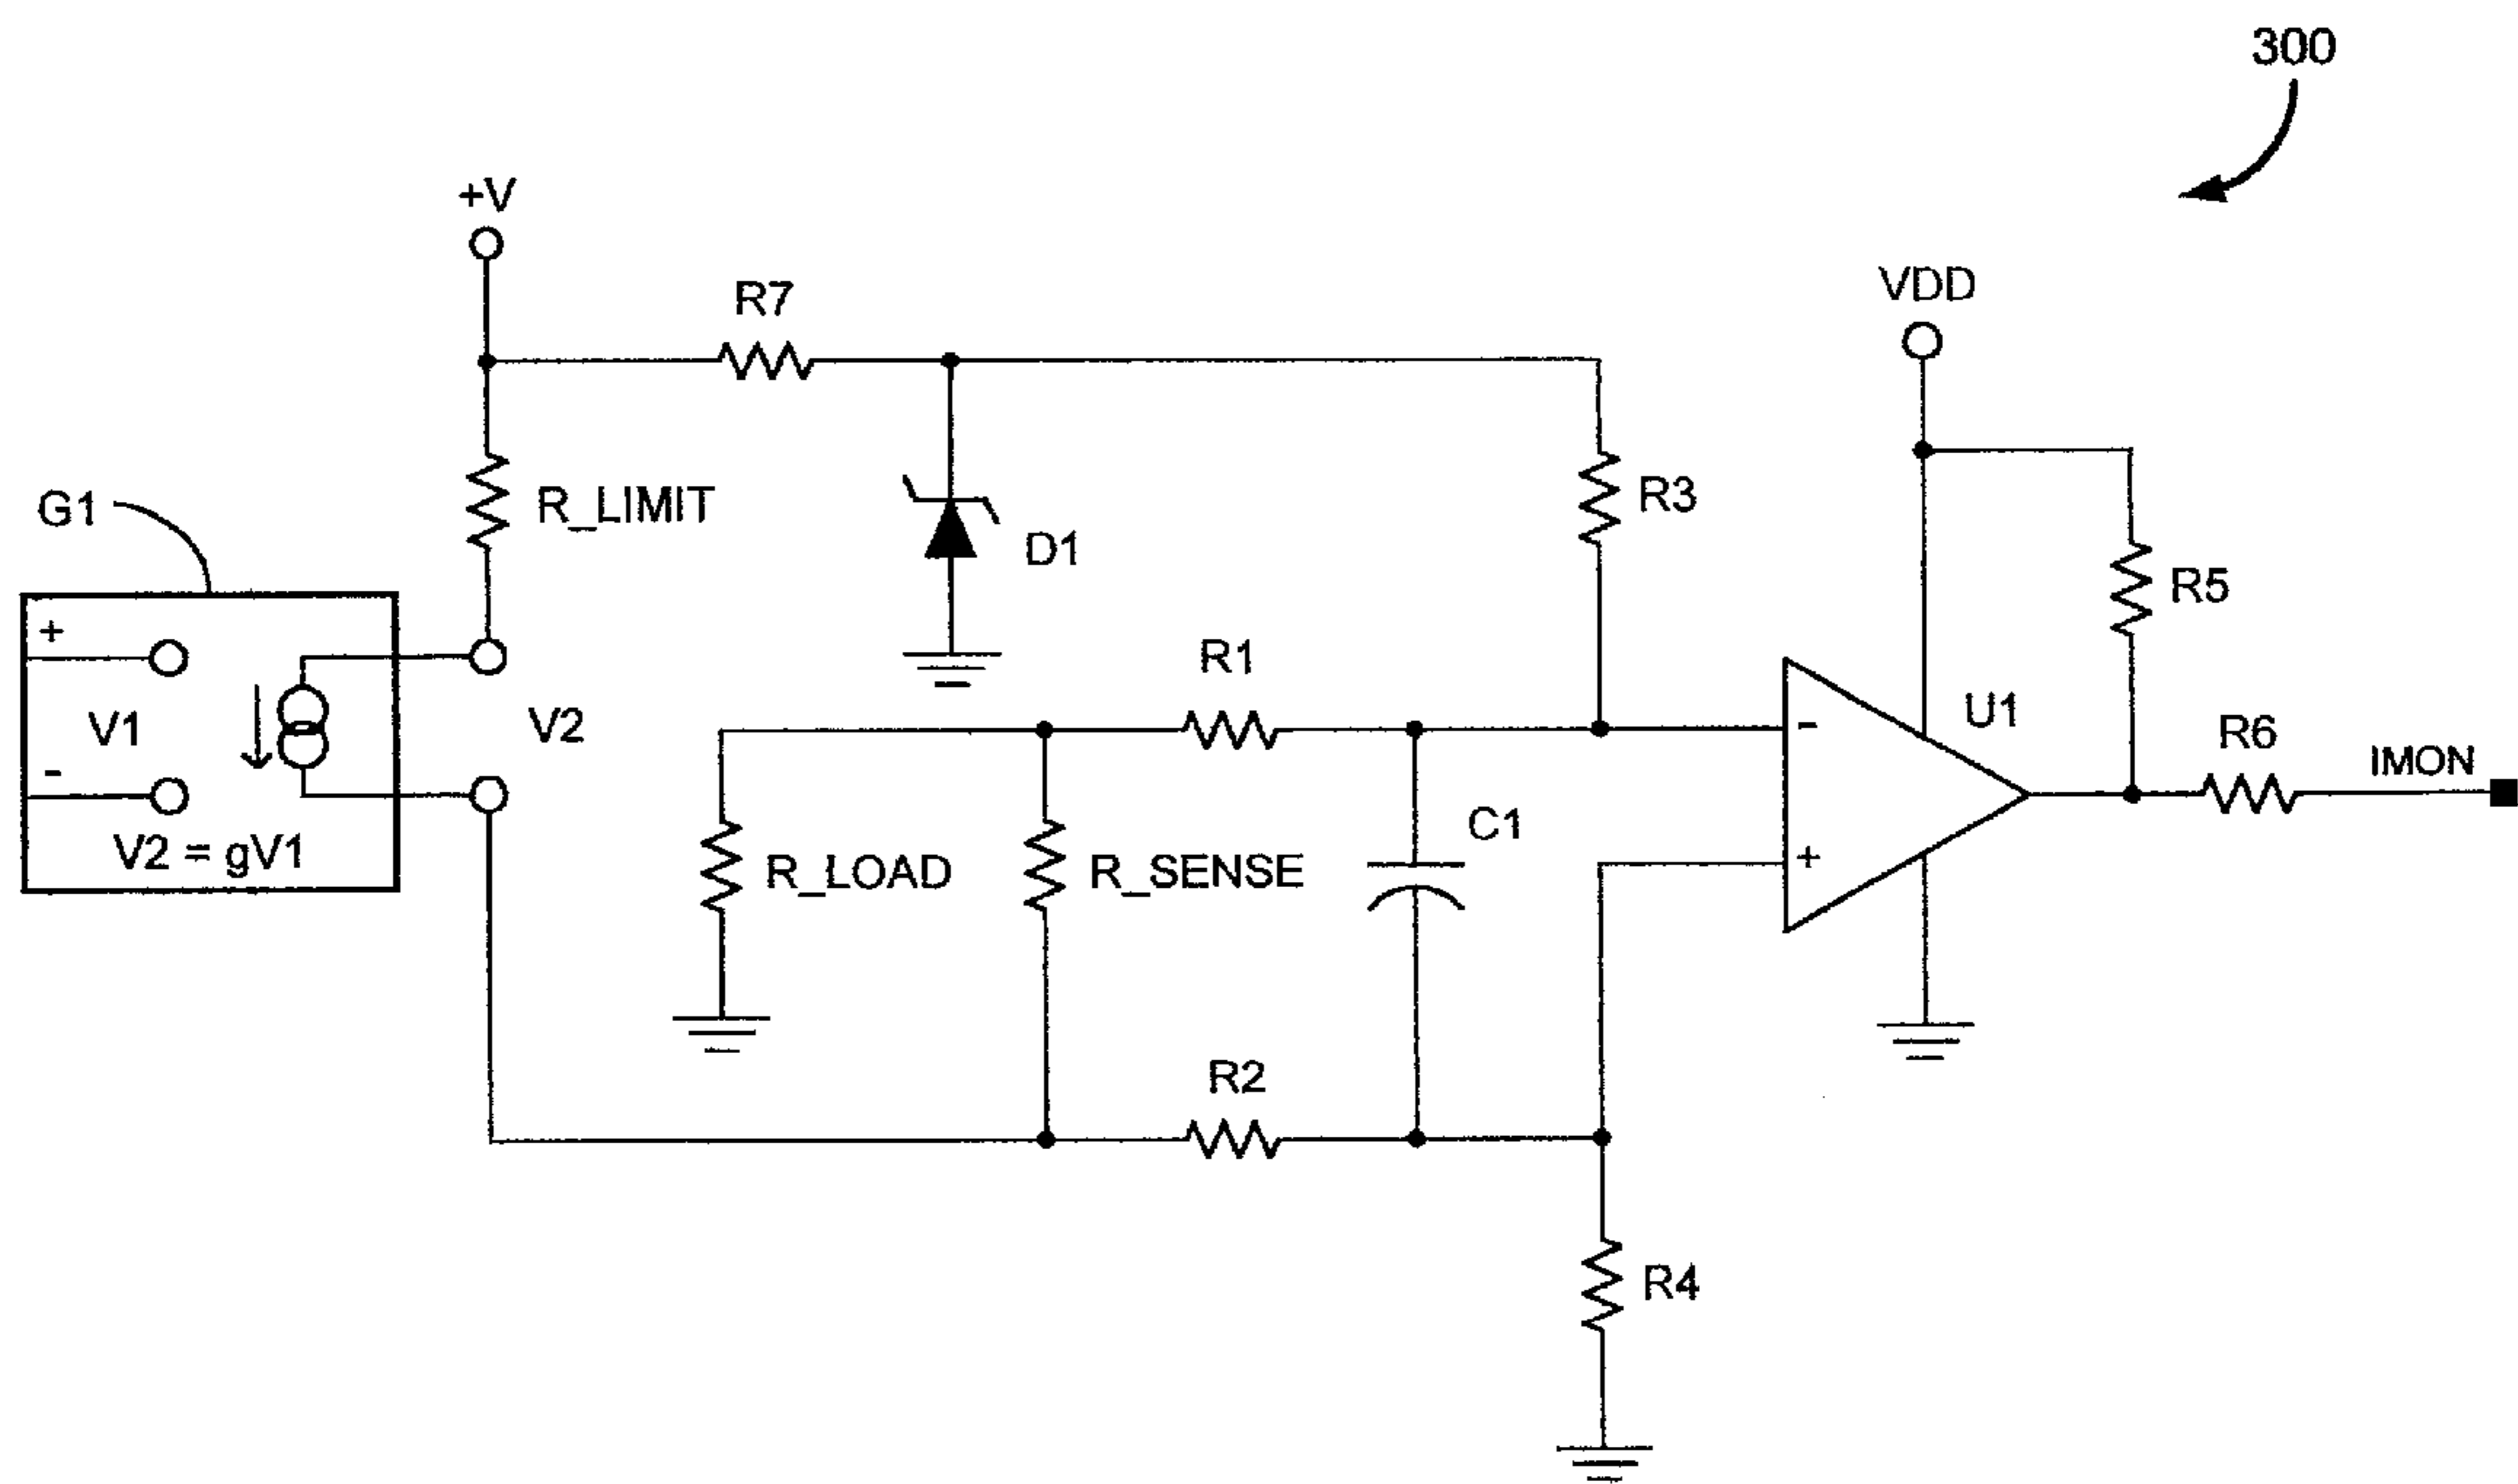 300
+V
R7
VDD
R_LIMIT
G1
D1
R3
R5
+
V1
-
V2 = gV1
V2
R1
-
U1
R6
IMON
R_LOAD
R_SENSE
C1
+
R2
R4